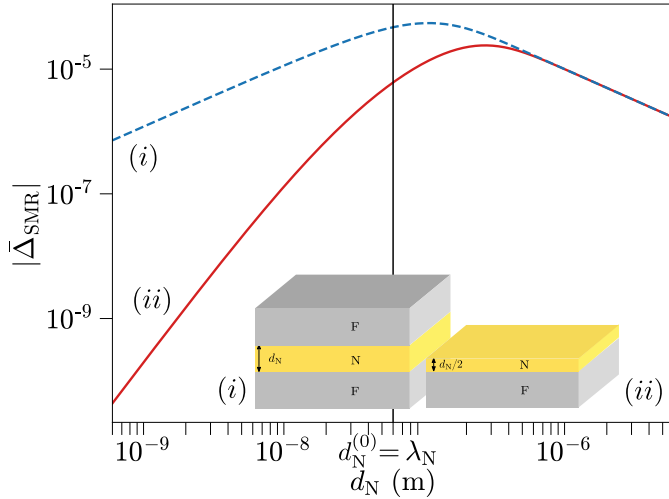 10⁻⁵
10⁻⁷
10⁻⁹
|Δ̄_SMR|
(i)
(ii)
F
d_N
N
F
(i)
d_N/2
N
F
(ii)
10⁻⁹
10⁻⁸
d_N^(0) = λ_N
10⁻⁶
d_N (m)